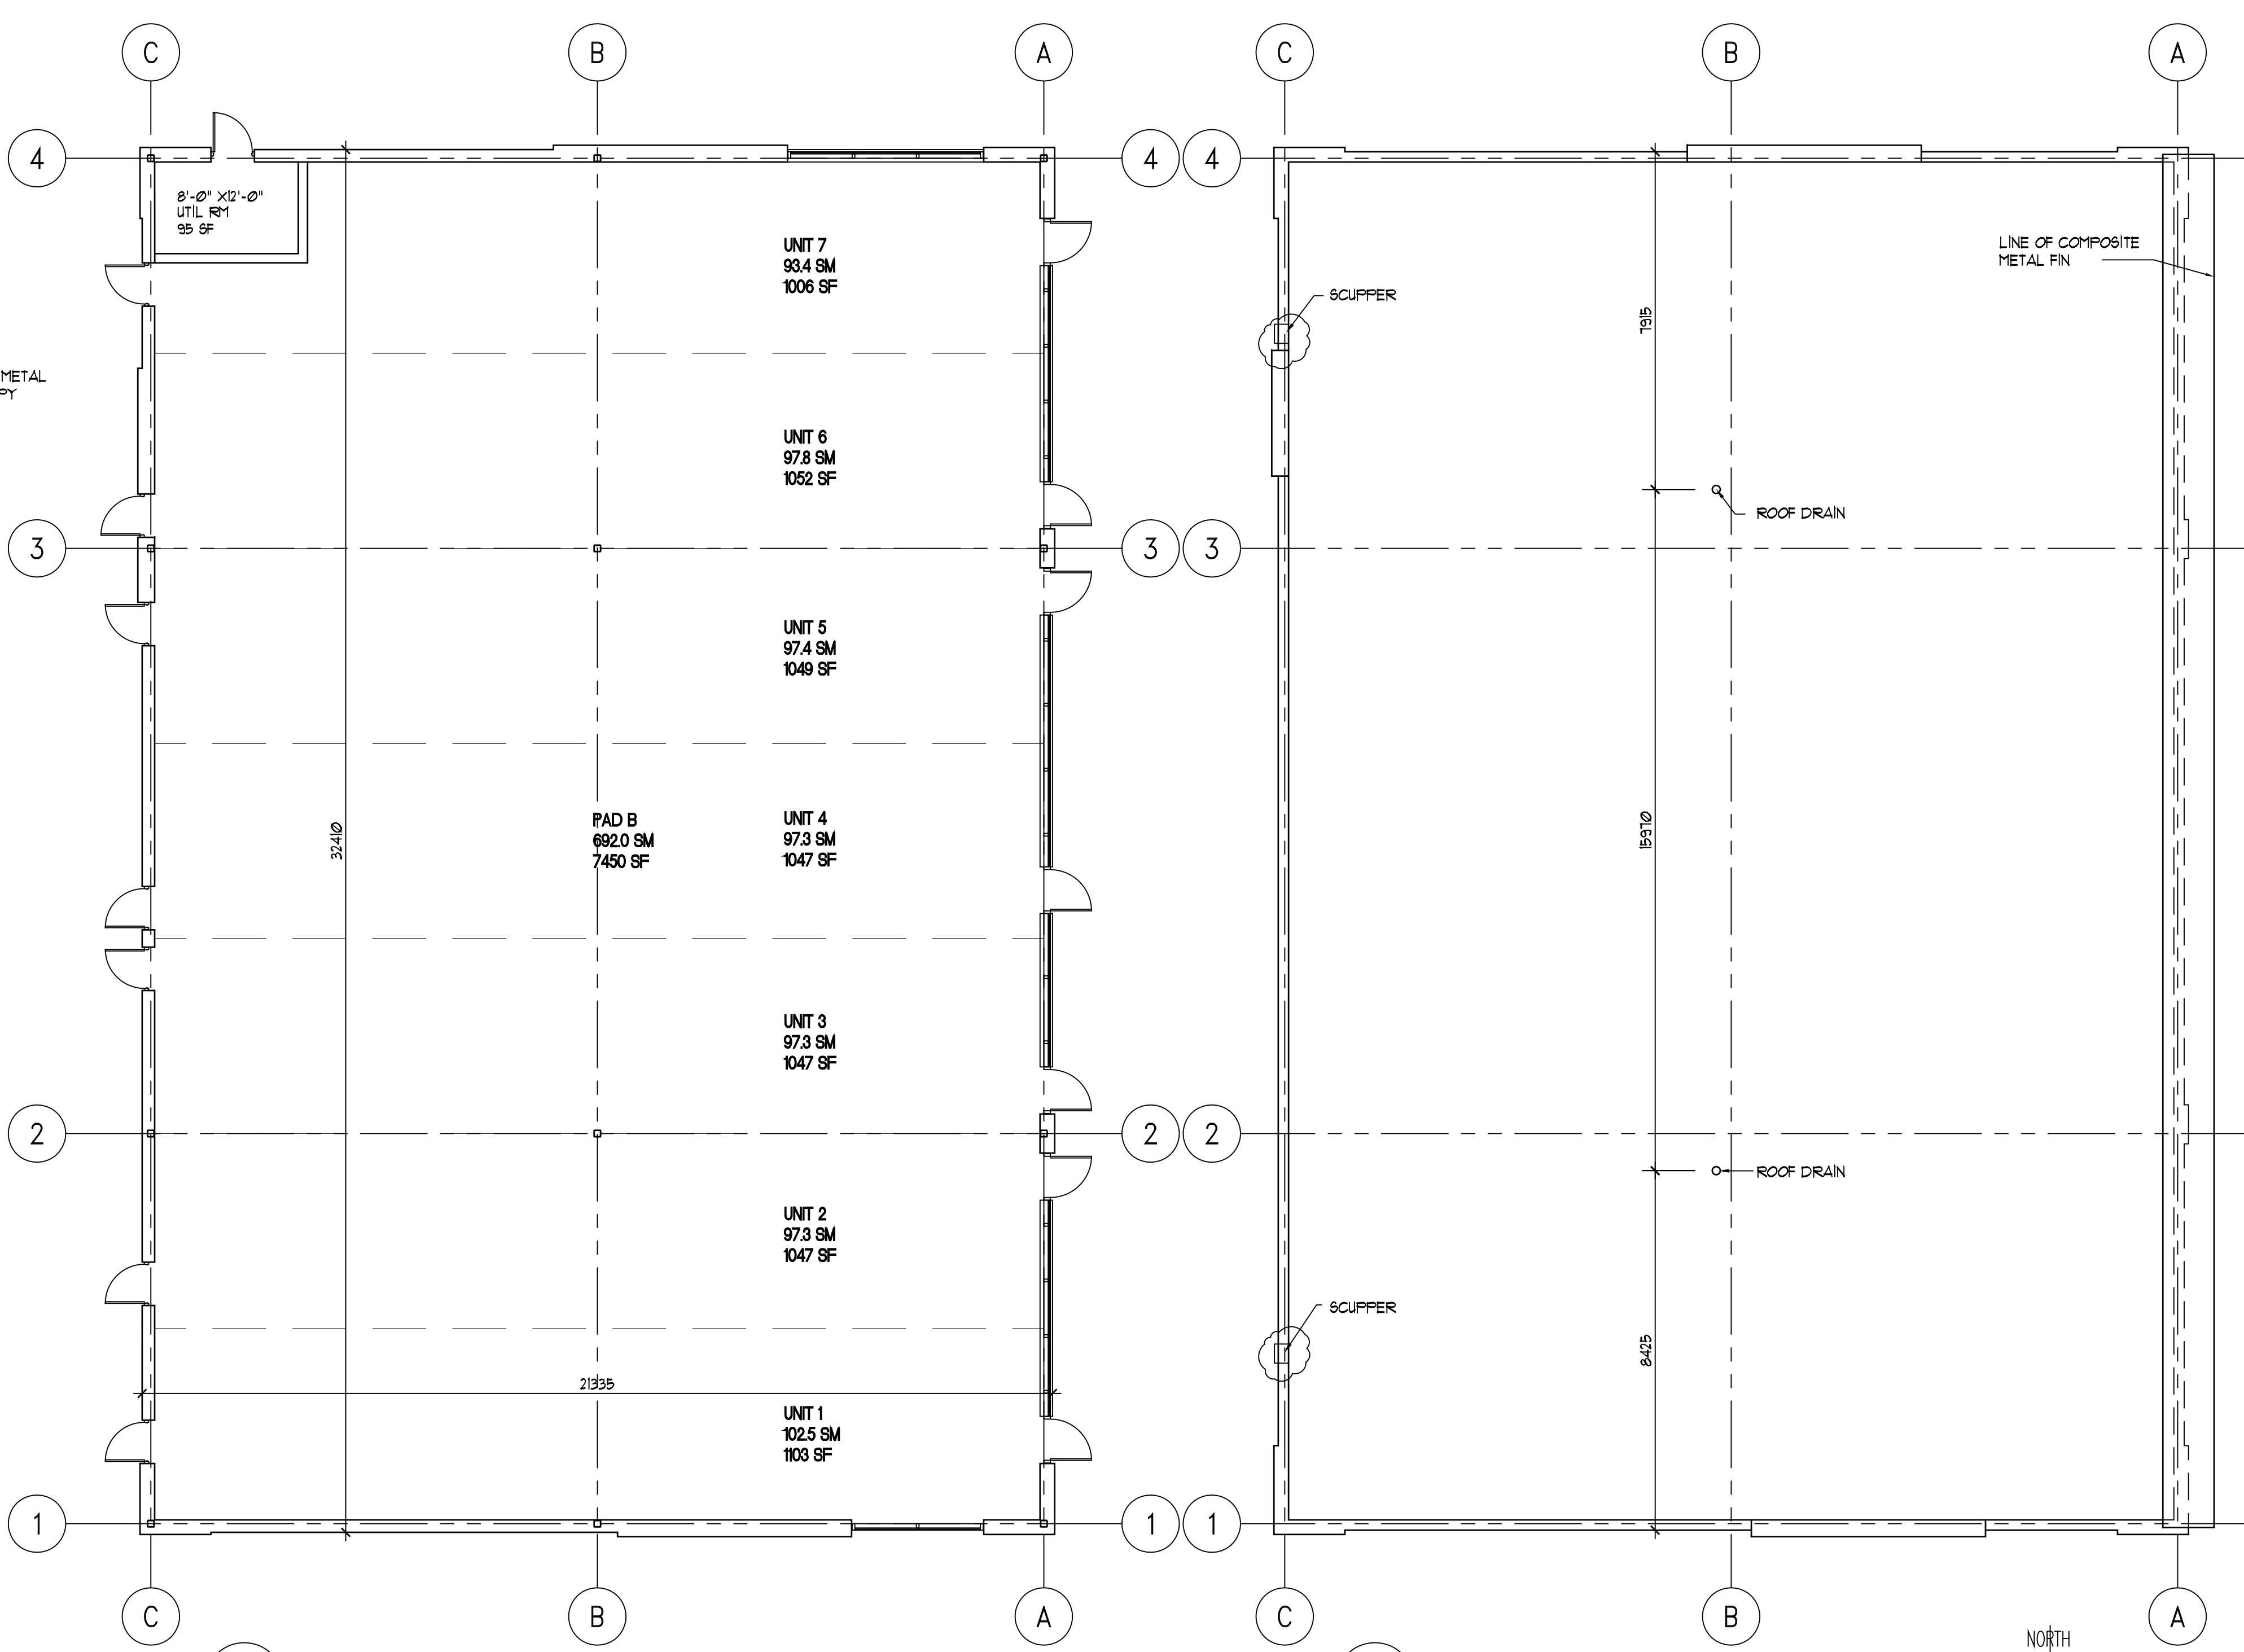 C
B
A
C
B
A
4
4
4
8'-0" X12'-0"
UTIL RM
95 SF
UNIT 7
93.4 SM
1006 SF
LINE OF COMPOSITE
METAL FIN
SCUPPER
7915
METAL
UNIT 6
97.8 SM
1052 SF
ROOF DRAIN
3
3
3
UNIT 5
97.4 SM
1049 SF
32410
PAD B
692.0 SM
7450 SF
UNIT 4
97.3 SM
1047 SF
15970
UNIT 3
97.3 SM
1047 SF
2
2
2
ROOF DRAIN
UNIT 2
97.3 SM
1047 SF
SCUPPER
8425
21335
UNIT 1
102.5 SM
1103 SF
1
1
1
C
B
A
C
B
A
NORTH